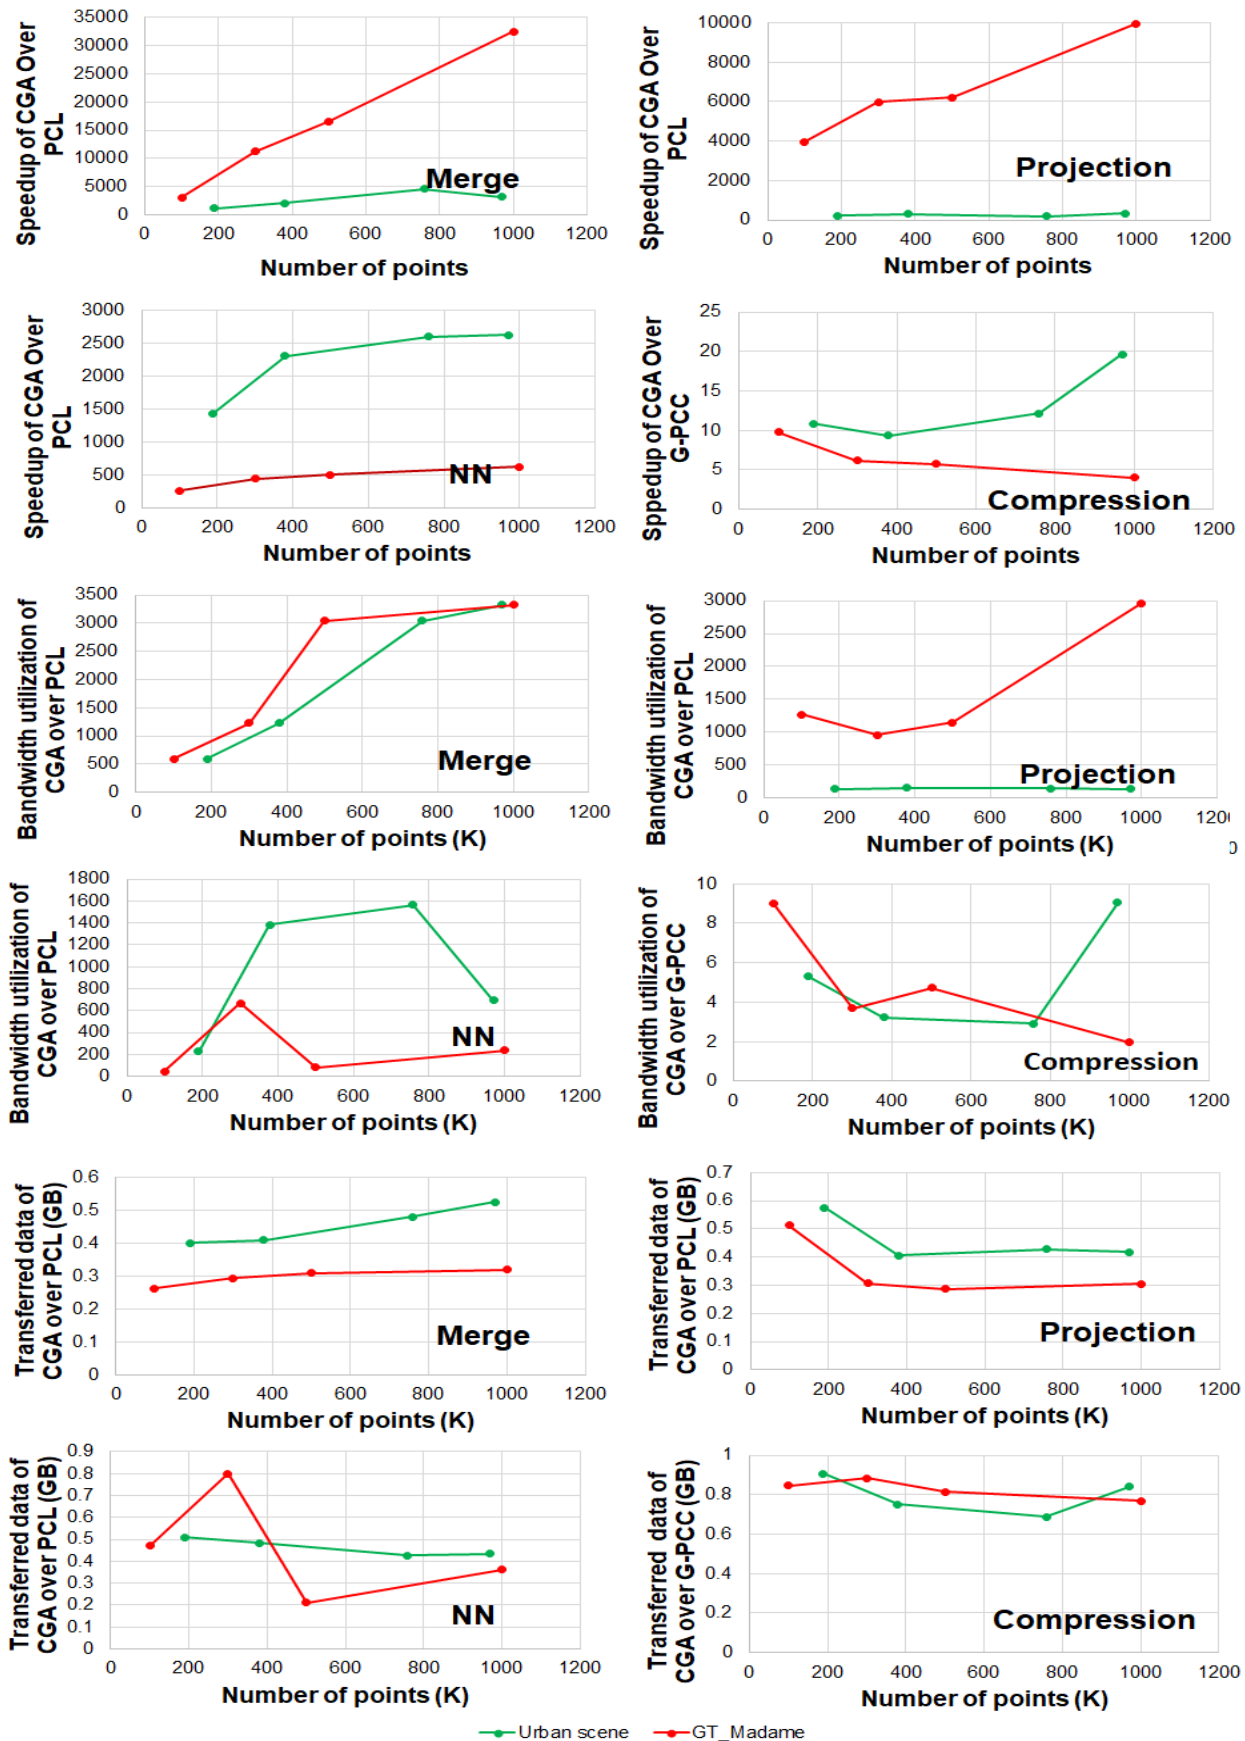 Speedup of CGA Over
PCL
35000
30000
25000
20000
15000
10000
5000
0
Merge
0 200 400 600 800 1000 1200
Number of points
Speedup of CGA Over
PCL
10000
8000
6000
4000
2000
0
Projection
0 200 400 600 800 1000 1200
Number of points
Speedup of CGA Over
PCL
3000
2500
2000
1500
1000
500
0
NN
0 200 400 600 800 1000 1200
Number of points
Sppedup of CGA Over
G-PCC
25
20
15
10
5
0
Compression
0 200 400 600 800 1000 1200
Number of points
Bandwidth utilization of
CGA over PCL
3500
3000
2500
2000
1500
1000
500
0
Merge
0 200 400 600 800 1000 1200
Number of points (K)
Bandwidth utilization of
CGA over PCL
3000
2500
2000
1500
1000
500
0
Projection
0 200 400 600 800 1000 120
0
Number of points (K)
Bandwidth utilization of
CGA over PCL
1800
1600
1400
1200
1000
800
600
400
200
0
NN
0 200 400 600 800 1000 1200
Number of points (K)
Bandwidth utilization of
CGA over G-PCC
10
8
6
4
2
0
Compression
0 200 400 600 800 1000 1200
Number of points (K)
Transferred data of
CGA over PCL (GB)
0.6
0.5
0.4
0.3
0.2
0.1
0
Merge
0 200 400 600 800 1000 1200
Number of points (K)
Transferred data of
CGA over PCL (GB)
0.7
0.6
0.5
0.4
0.3
0.2
0.1
0
Projection
0 200 400 600 800 1000 1200
Number of points (K)
Transferred data of
CGA over PCL (GB)
0.9
0.8
0.7
0.6
0.5
0.4
0.3
0.2
0.1
0
NN
0 200 400 600 800 1000 1200
Number of points (K)
Transferred data of
CGA over G-PCC (GB)
1
0.8
0.6
0.4
0.2
0
Compression
0 200 400 600 800 1000 1200
Number of points (K)
Urban scene GT_Madame